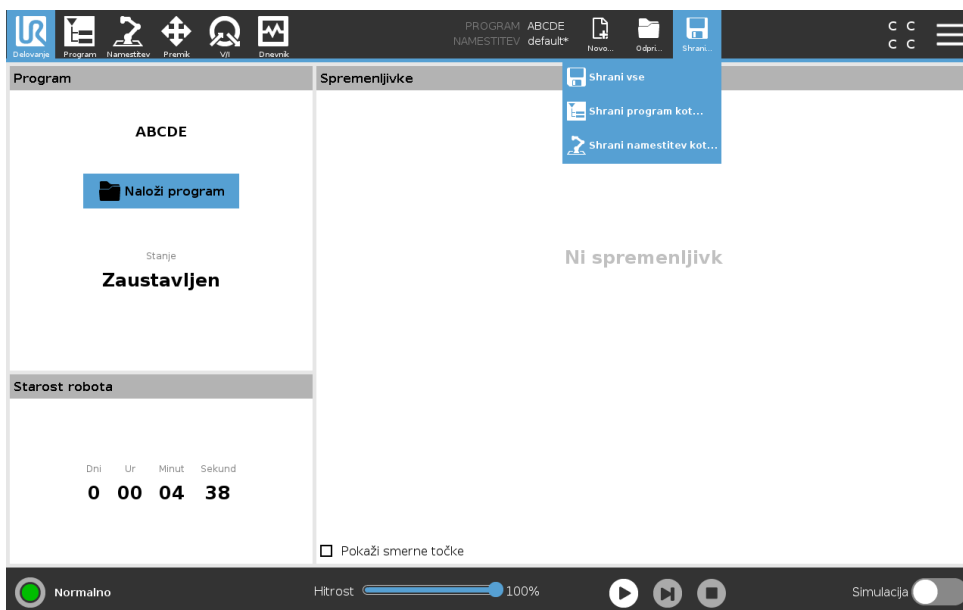 UR
Delovanje Program Namestitev Premik V/I Dnevnik
PROGRAM ABCDE
NAMESTITEV default*
Novo... Odpri... Shrani...
C C
C C
Program
ABCDE
Naloži program
Stanje
Zaustavljen
Starost robota
Dni Ur Minut Sekund
0 00 04 38
Spremenljivke
Shrani vse
Shrani program kot...
Shrani namestitev kot...
Ni spremenljivk
Pokaži smerne točke
Normalno
Hitrost 100%
Simulacija